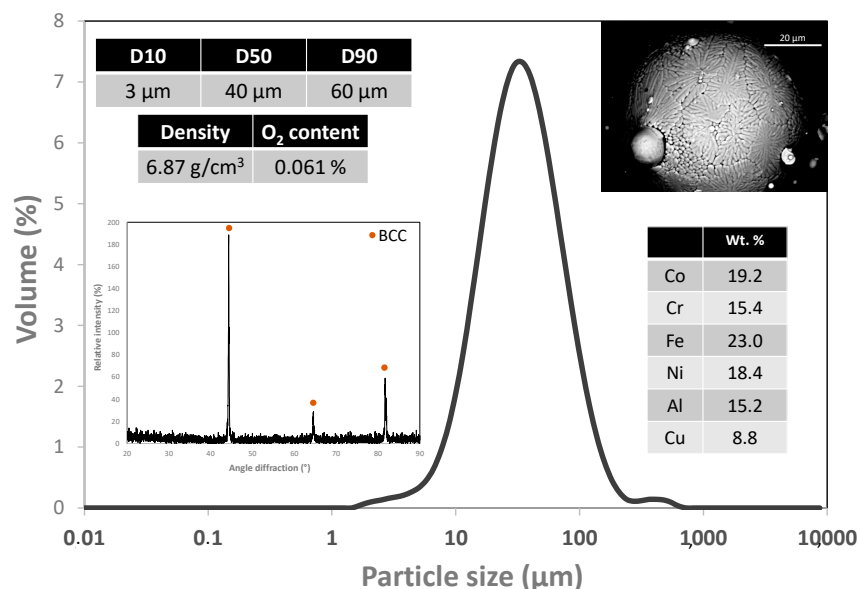 8
7
6
5
4
3
2
1
0
Volume (%)
D10 D50 D90
3 µm 40 µm 60 µm
Density O₂ content
6.87 g/cm³ 0.061 %
20 µm
200
180
160
140
120
100
80
60
40
20
0
Relative intensity (%)
BCC
20 30 40 50 60 70 80 90
Angle diffraction (°)
Wt. %
Co 19.2
Cr 15.4
Fe 23.0
Ni 18.4
Al 15.2
Cu 8.8
0.01 0.1 1 10 100 1,000 10,000
Particle size (µm)